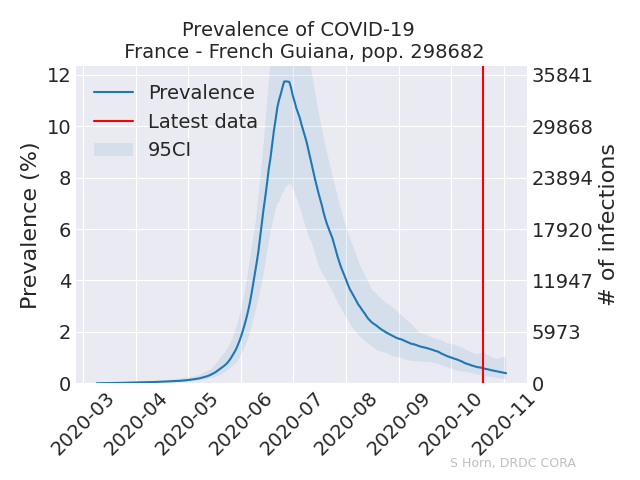 Prevalence of COVID-19
France - French Guiana, pop. 298682
Prevalence (%)
12
10
8
6
4
2
0
Prevalence
Latest data
95CI
35841
29868
23894
17920
11947
5973
0
# of infections
2020-03
2020-04
2020-05
2020-06
2020-07
2020-08
2020-09
2020-10
2020-11
S Horn, DRDC CORA